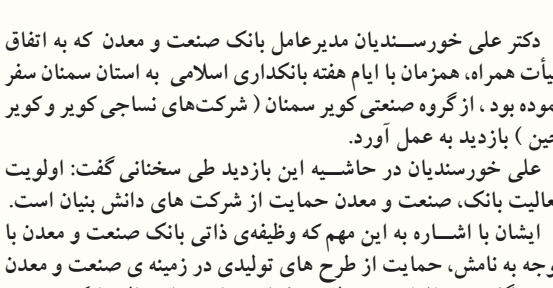 دکتر علی خورســندیان مدیرعامل بانک صنعت و معدن که به اتفاق
یأت همراه، همزمان با ایام هفته بانکداری اسلامی به استان سمنان سفر
موده بود ، از گروه صنعتی کویر سمنان ( شرکت‌های نساجی کویر و کویر
) بازدید به عمل آورد.
علی خورسندیان در حاشــیه این بازدید طی سخنانی گفت: اولویت
عالیت بانک، صنعت و معدن حمایت از شرکت های دانش بنیان است.
ایشان با اشــاره به این مهم که وظیفه‌ی ذاتی بانک صنعت و معدن با
وجه به نامش، حمایت از طرح های تولیدی در زمینه ی صنعت و معدن